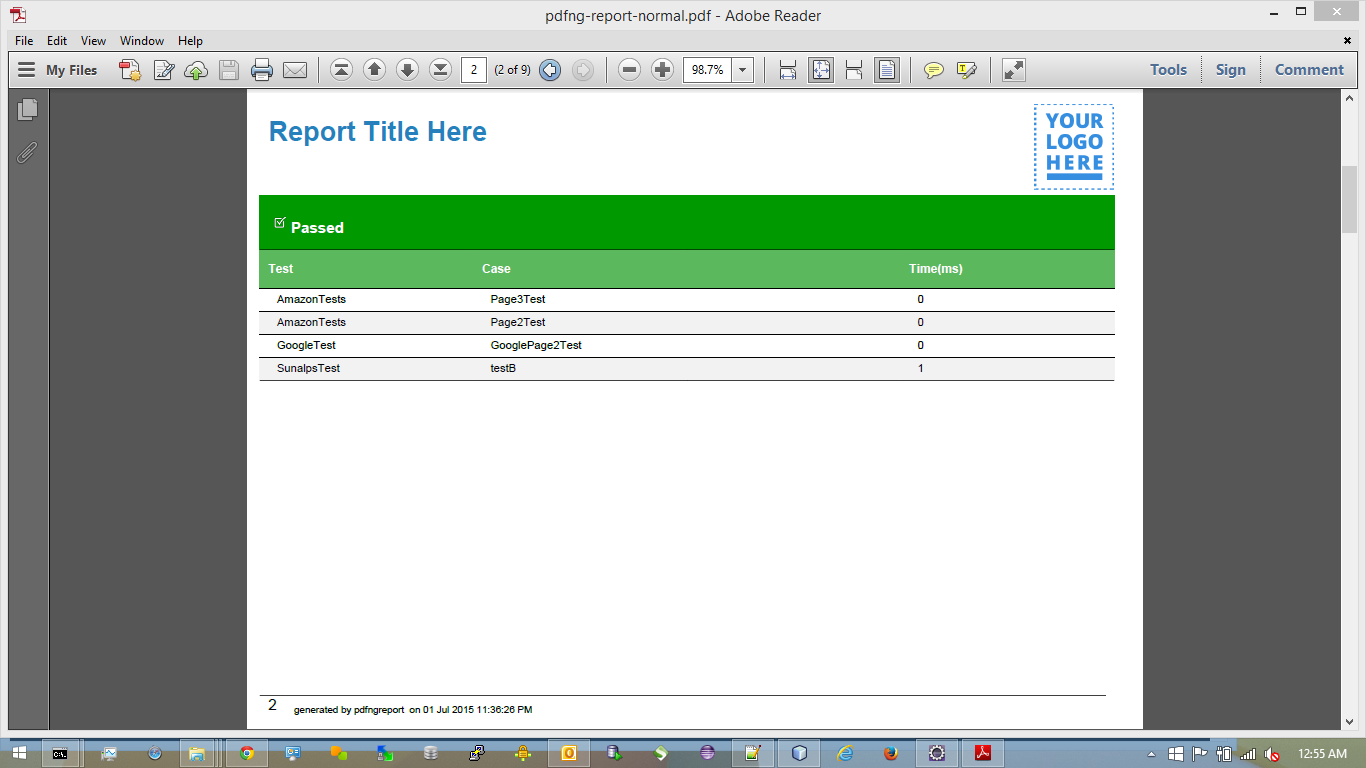 pdfng-report-normal.pdf - Adobe Reader
File Edit View Window Help
My Files 2 (2 of 9) 98.7% Tools Sign Comment
Report Title Here
YOUR
LOGO
HERE
Passed
Test Case Time(ms)
AmazonTests Page3Test 0
AmazonTests Page2Test 0
GoogleTest GooglePage2Test 0
SunalpsTest testB 1
2 generated by pdfngreport on 01 Jul 2015 11:36:26 PM
12:55 AM